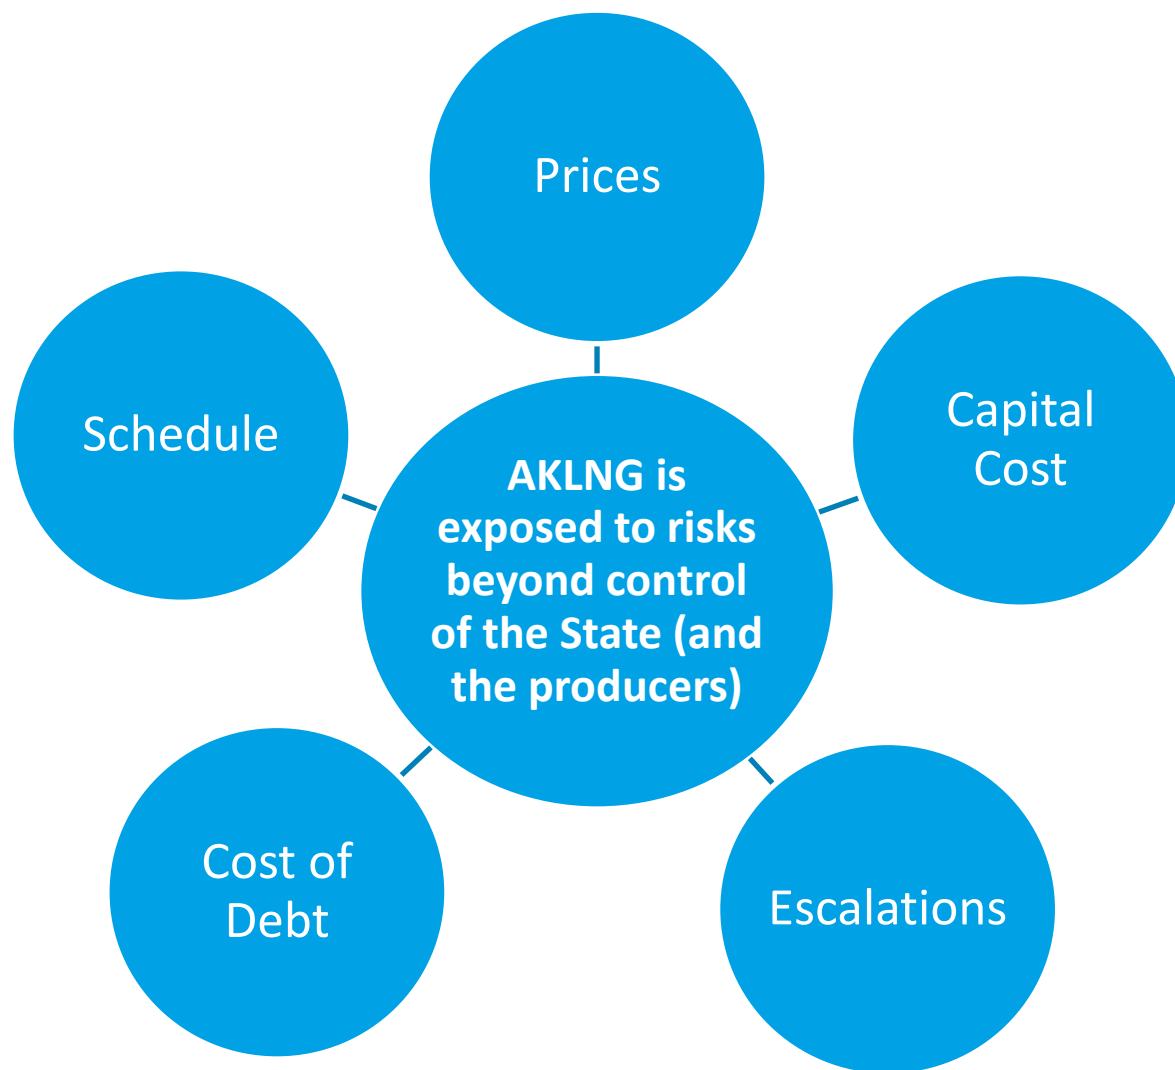 Prices
Capital
Cost
Schedule
AKLNG is
exposed to risks
beyond control
of the State (and
the producers)
Cost of
Debt
Escalations